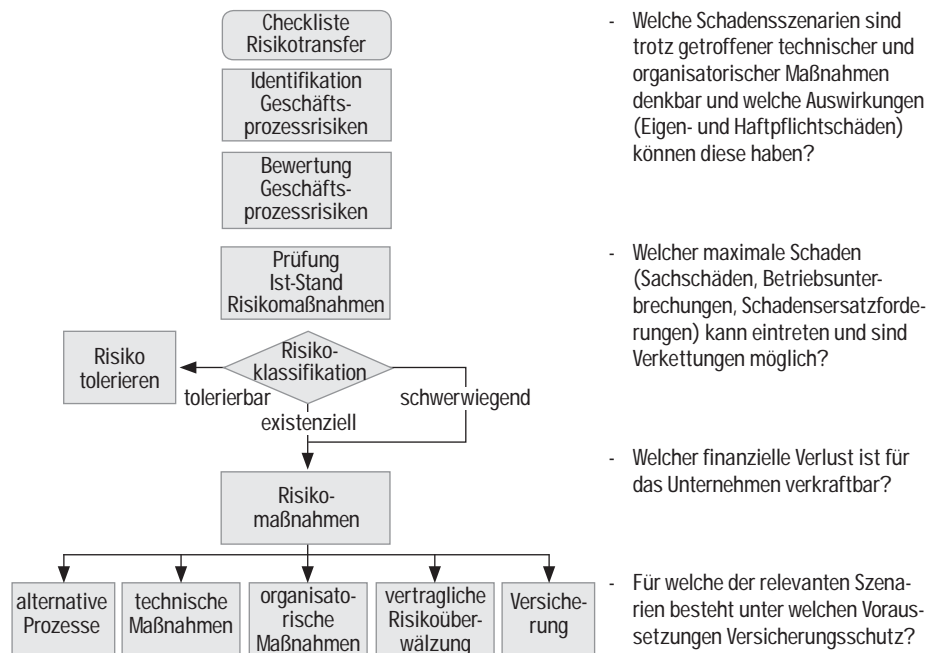 Checkliste
Risikotransfer
Identifikation
Geschäfts-
prozessrisiken
Bewertung
Geschäfts-
prozessrisiken
Prüfung
Ist-Stand
Risikomaßnahmen
Risiko
tolerieren
Risiko-
klassifikation
tolerierbar
schwerwiegend
existenziell
Risiko-
maßnahmen
alternative
Prozesse
technische
Maßnahmen
organisato-
rische
Maßnahmen
vertragliche
Risikoüber-
wälzung
Versiche-
rung
- Welche Schadensszenarien sind
trotz getroffener technischer und
organisatorischer Maßnahmen
denkbar und welche Auswirkungen
(Eigen- und Haftpflichtschäden)
können diese haben?
- Welcher maximale Schaden
(Sachschäden, Betriebsunter-
brechungen, Schadensersatzforde-
rungen) kann eintreten und sind
Verkettungen möglich?
- Welcher finanzielle Verlust ist für
das Unternehmen verkraftbar?
- Für welche der relevanten Szena-
rien besteht unter welchen Voraus-
setzungen Versicherungsschutz?